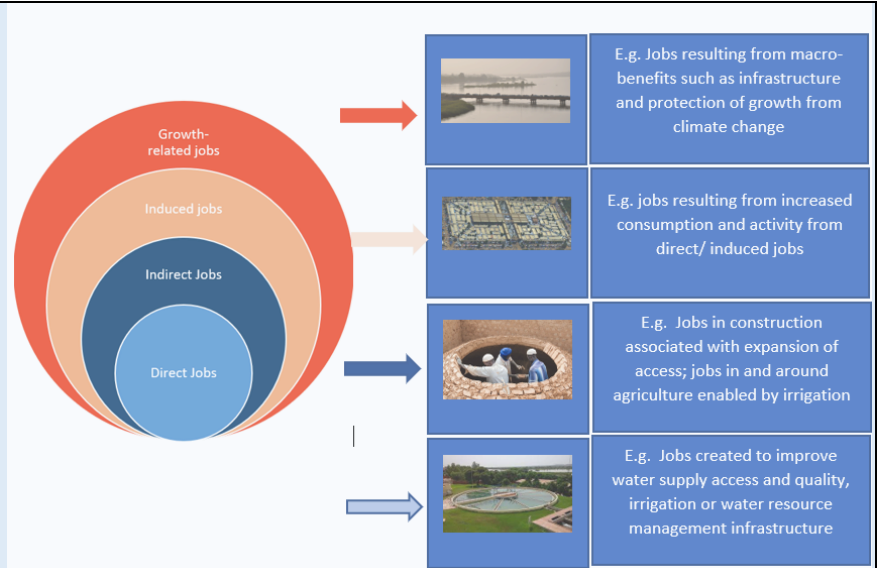 Growth-
related jobs
Induced jobs
Indirect Jobs
Direct Jobs
E.g. Jobs resulting from macro-
benefits such as infrastructure
and protection of growth from
climate change
E.g. jobs resulting from increased
consumption and activity from
direct/ induced jobs
E.g. Jobs in construction
associated with expansion of
access; jobs in and around
agriculture enabled by irrigation
E.g. Jobs created to improve
water supply access and quality,
irrigation or water resource
management infrastructure